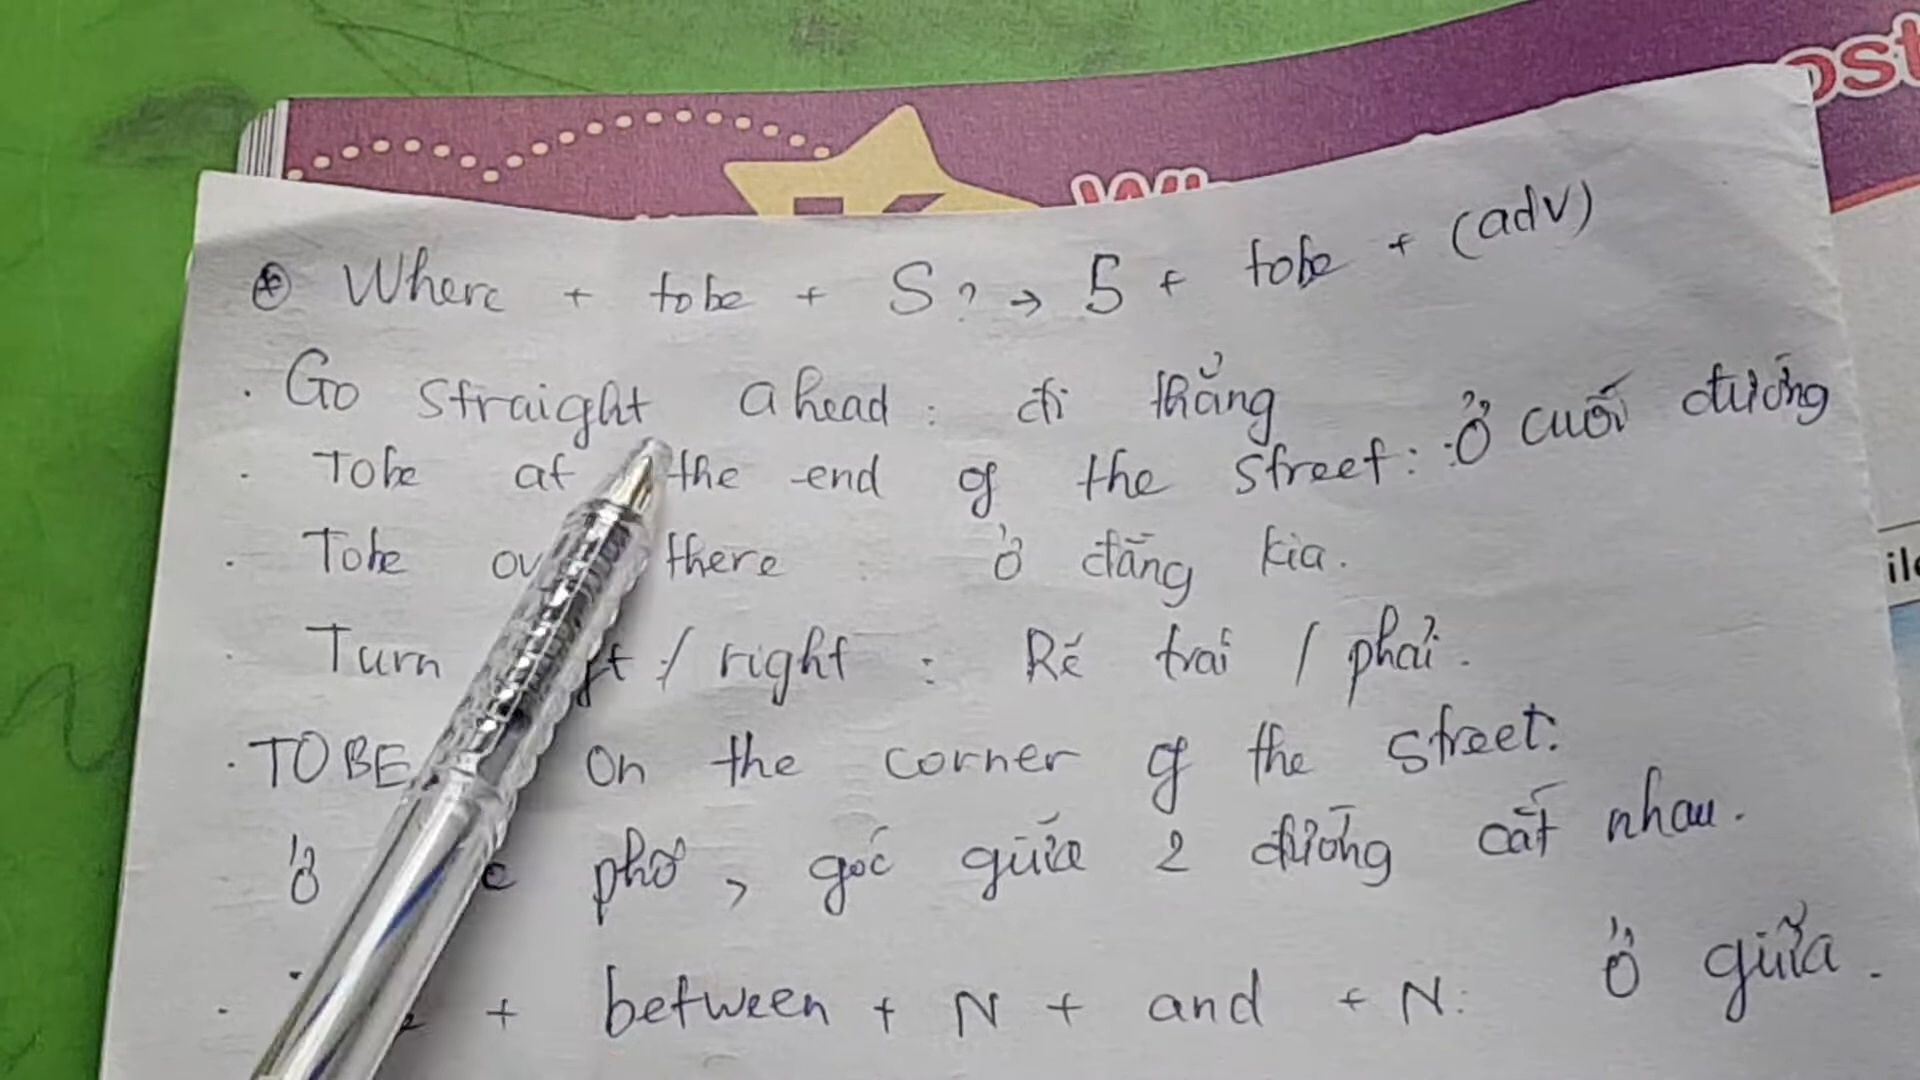 Where + tobe + S? → S + tobe + (adv)
. Go straight ahead : đi thẳng
. Tobe at the end of the street : ở cuối đường
. Tobe there ở đằng kia.
. Turn / right : Rẽ trái / phải.
. TOBE On the corner of the street:
ở phố, góc giữa 2 đường cắt nhau.
. + between + N + and + N: ở giữa.